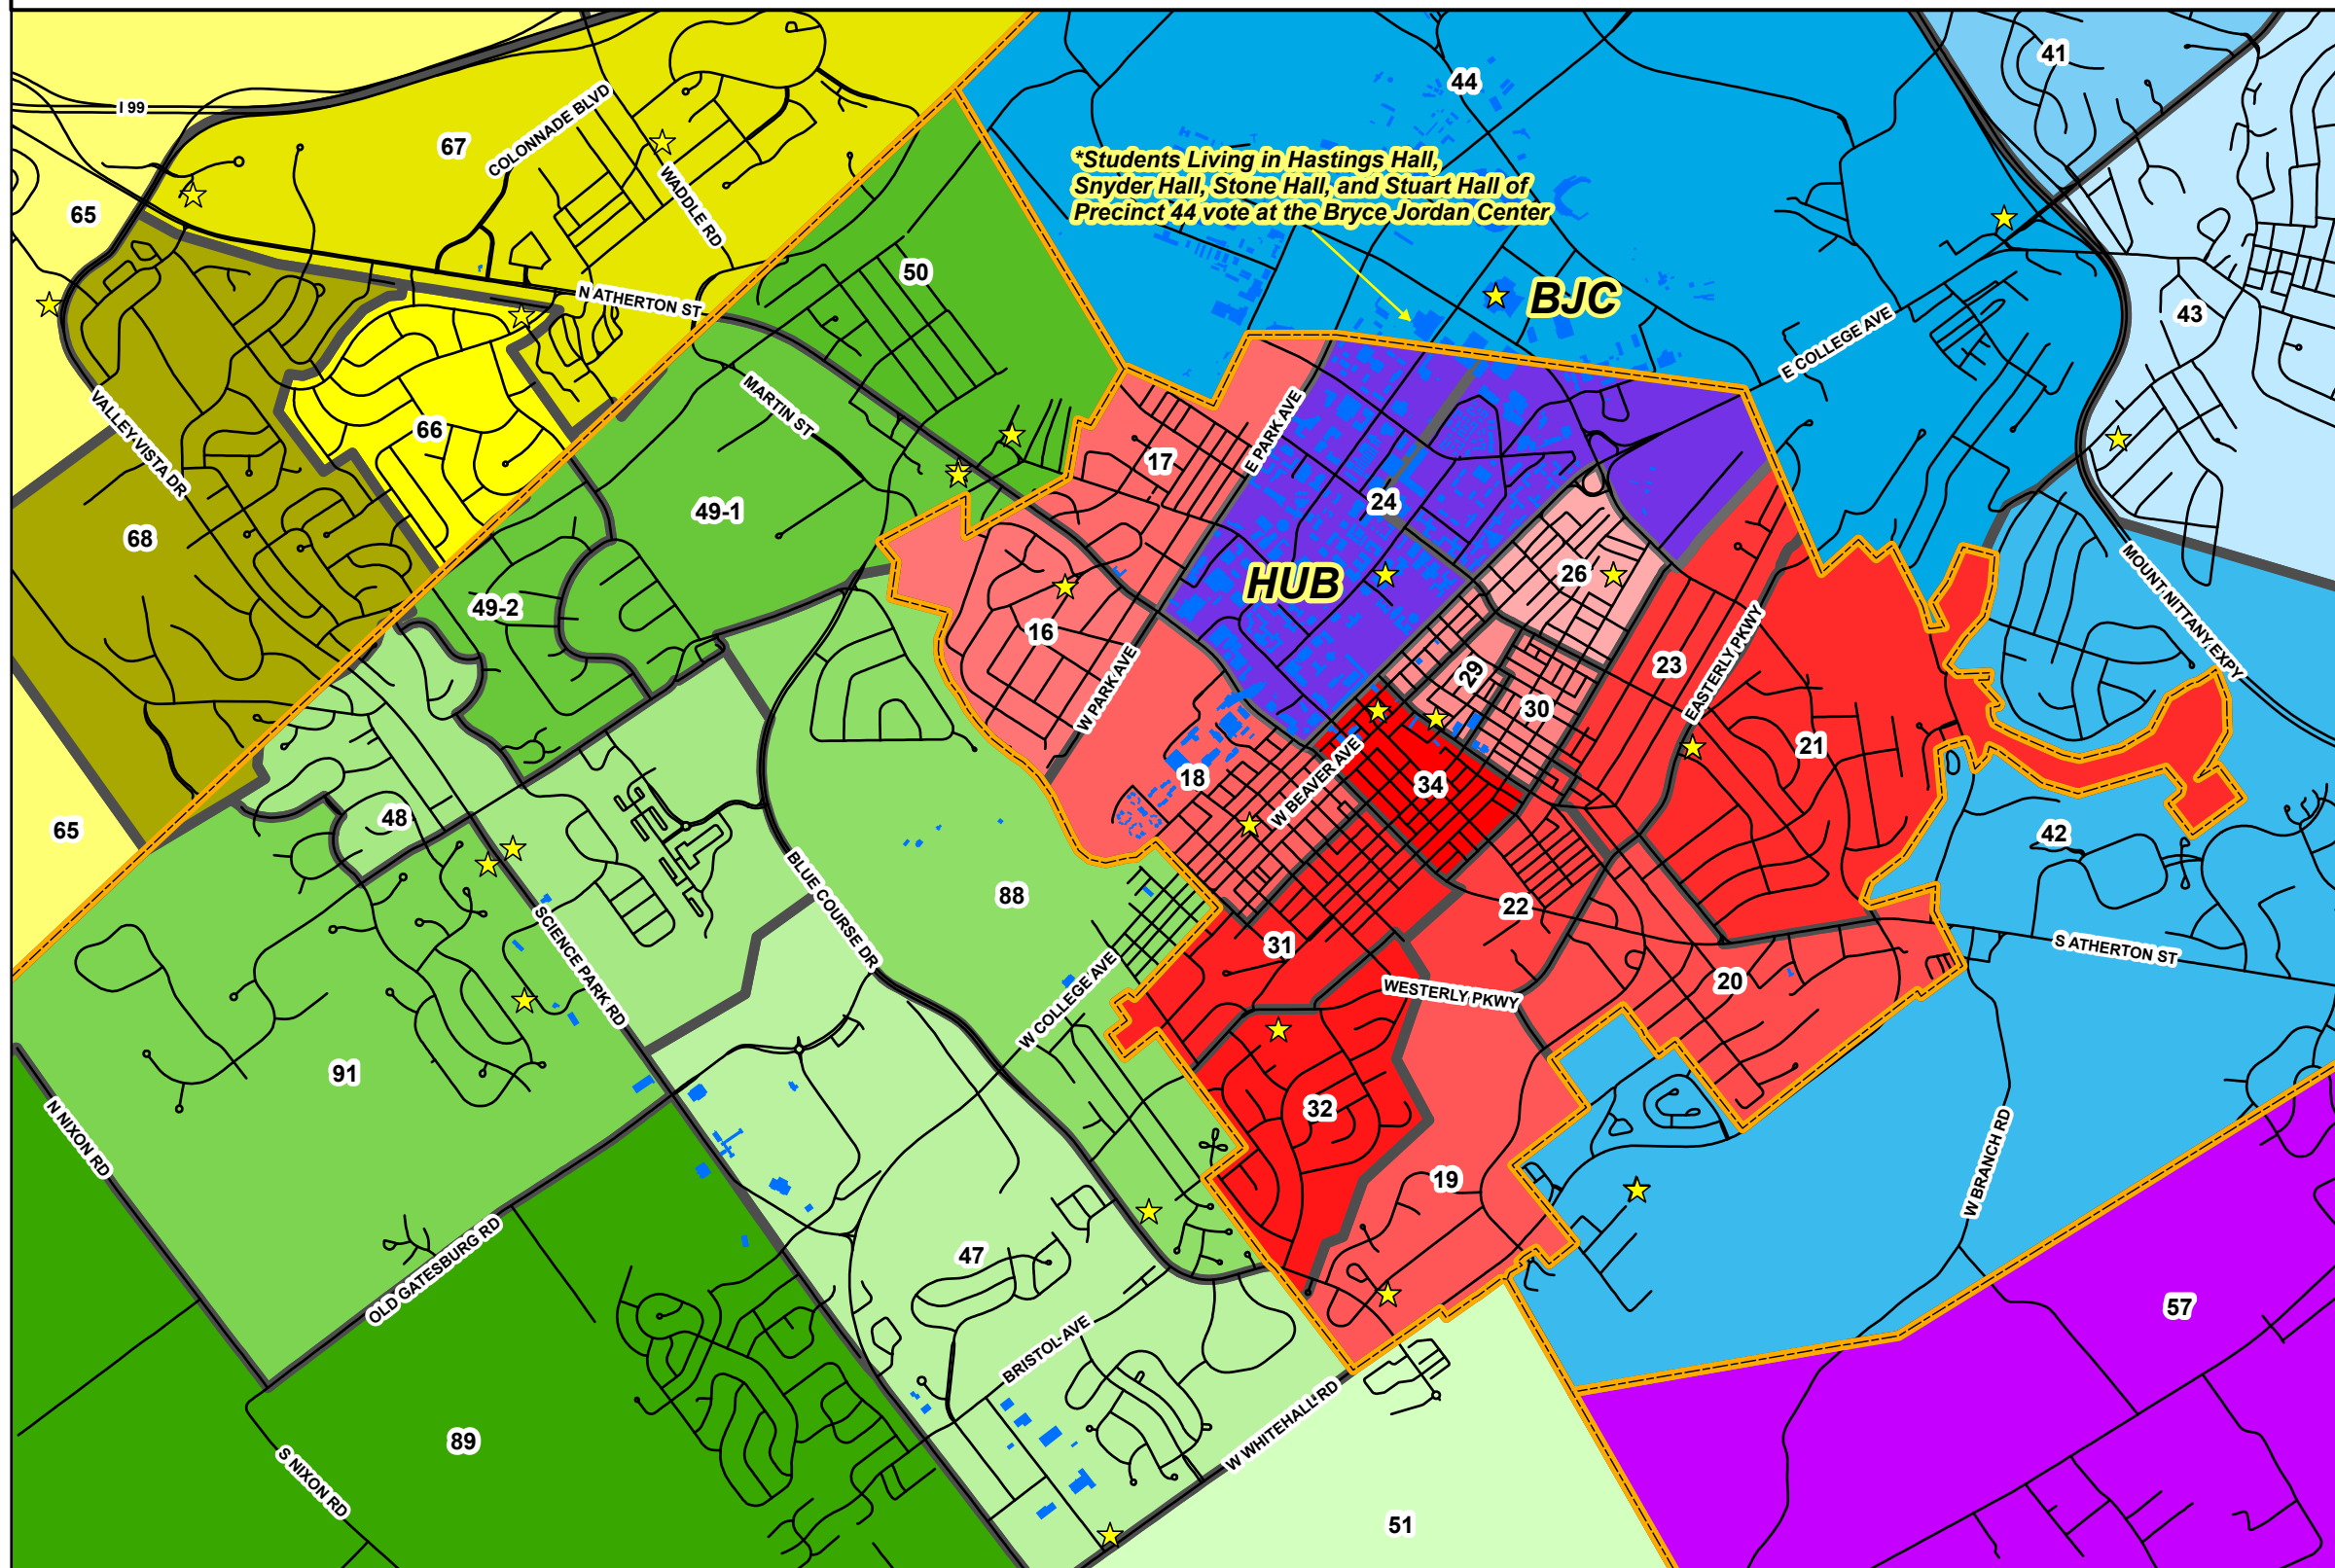 41
44
I 99
COLONNADE BLVD
67
*Students Living in Hastings Hall,
Snyder Hall, Stone Hall, and Stuart Hall of
Precinct 44 vote at the Bryce Jordan Center
WADDLE RD
65
50
N ATHERTON ST
BJC
43
E COLLEGE AVE
MARTIN ST
VALLEY VISTA DR
66
E PARK AVE
17
24
49-1
68
MOUNT NITTANY EXPY
HUB
26
49-2
16
23
EASTERLY PKWY
W PARK AVE
29
30
21
18
W BEAVER AVE
34
65
48
42
BLUE COURSE DR
88
22
31
S ATHERTON ST
SCIENCE PARK RD
W COLLEGE AVE
WESTERLY PKWY
20
91
N NIXON RD
32
W BRANCH RD
19
47
OLD GATESBURG RD
57
BRISTOL AVE
W WHITEHALL RD
89
S NIXON RD
51